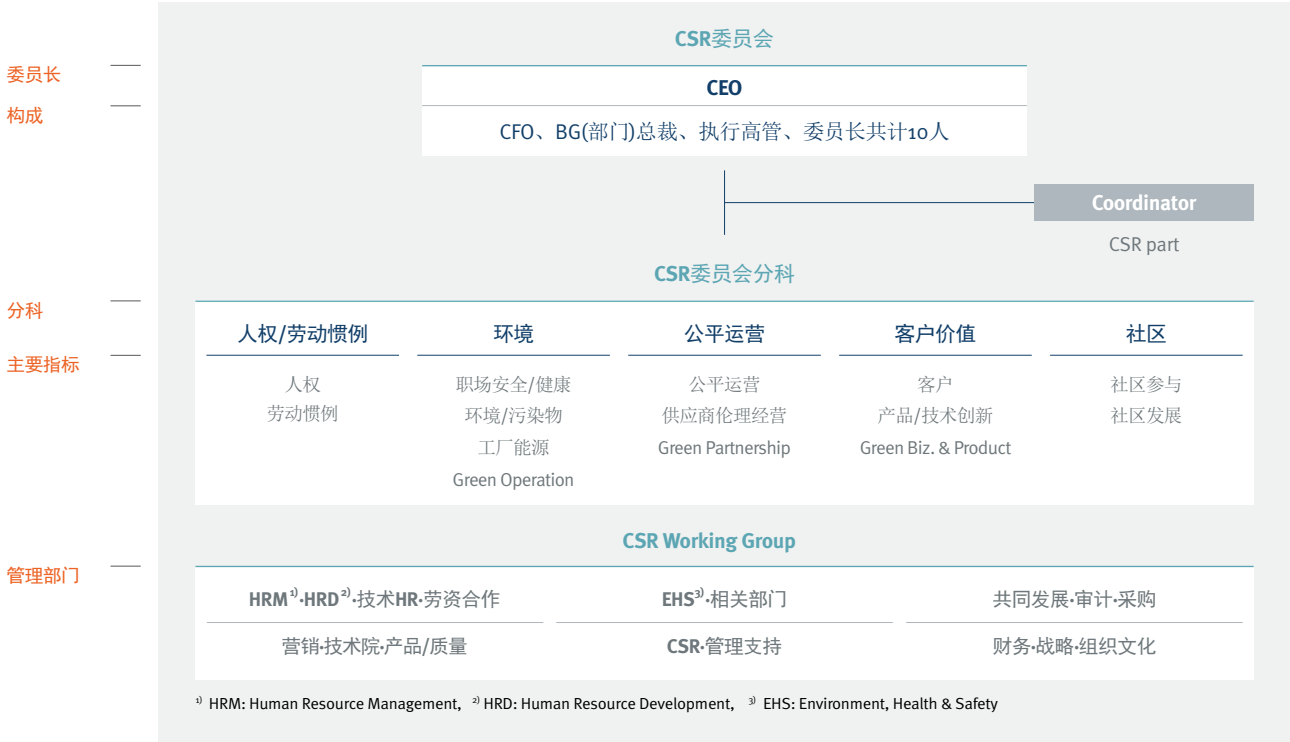 CSR委员会
委员长
CEO
构成
CFO、BG(部门)总裁、执行高管、委员长共计10人
Coordinator
CSR part
CSR委员会分科
分科
人权/劳动惯例
环境
公平运营
客户价值
社区
主要指标
人权
劳动惯例
职场安全/健康
环境/污染物
工厂能源
Green Operation
公平运营
供应商伦理经营
Green Partnership
客户
产品/技术创新
Green Biz. & Product
社区参与
社区发展
CSR Working Group
管理部门
HRM1)·HRD2)·技术HR·劳资合作
EHS3)·相关部门
共同发展·审计·采购
营销·技术院·产品/质量
CSR·管理支持
财务·战略·组织文化
1) HRM: Human Resource Management, 2) HRD: Human Resource Development, 3) EHS: Environment, Health & Safety